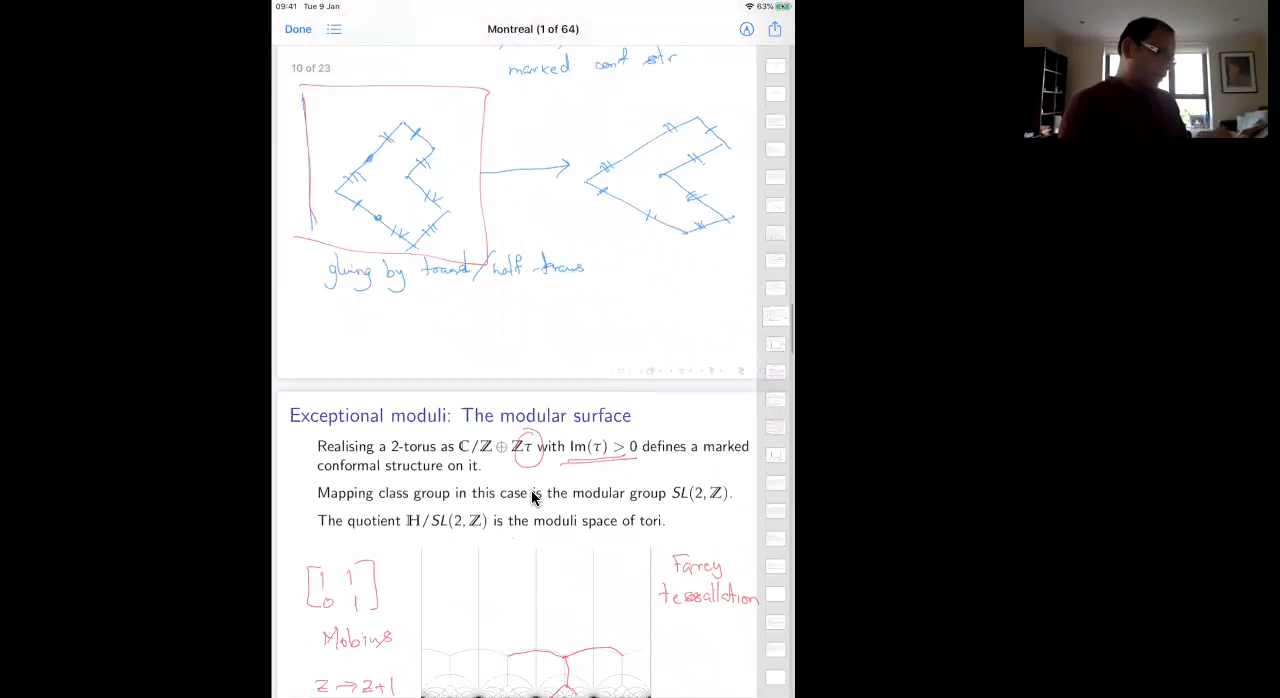 09:41 Tue 9 Jan
63%
Done
Montreal (1 of 64)
10 of 23
marked conf str
gluing by trans / half-trans
Exceptional moduli: The modular surface
Realising a 2-torus as ℂ/ℤ ⊕ ℤτ with Im(τ) > 0 defines a marked
conformal structure on it.
Mapping class group in this case is the modular group SL(2, ℤ).
The quotient ℍ/SL(2, ℤ) is the moduli space of tori.
1 1
0 1
Farey
tessallation
Mobius
z → z+1